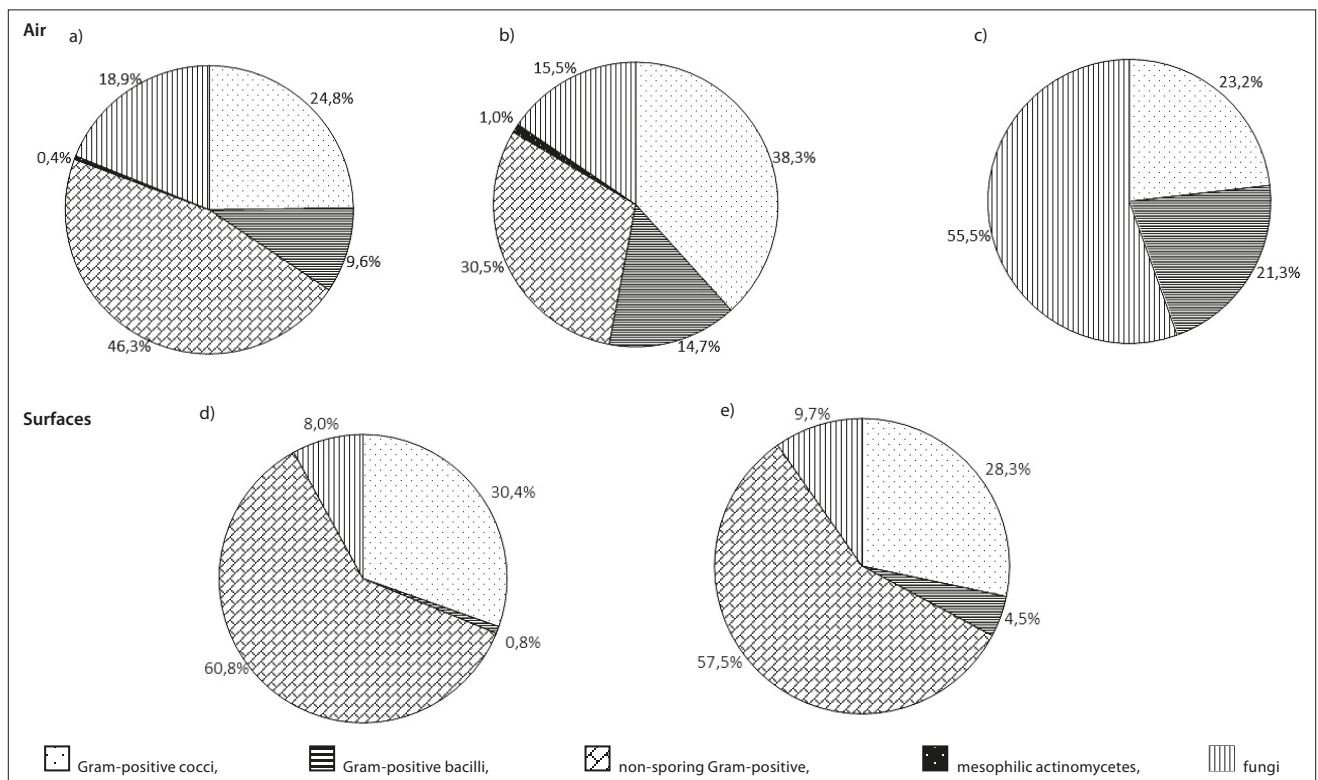 Air
a)
b)
c)
18,9%
24,8%
0,4%
9,6%
46,3%
15,5%
1,0%
38,3%
30,5%
14,7%
23,2%
55,5%
21,3%
Surfaces
d)
e)
8,0%
30,4%
0,8%
60,8%
9,7%
28,3%
4,5%
57,5%
Gram-positive cocci,
Gram-positive bacilli,
non-sporing Gram-positive,
mesophilic actinomycetes,
fungi